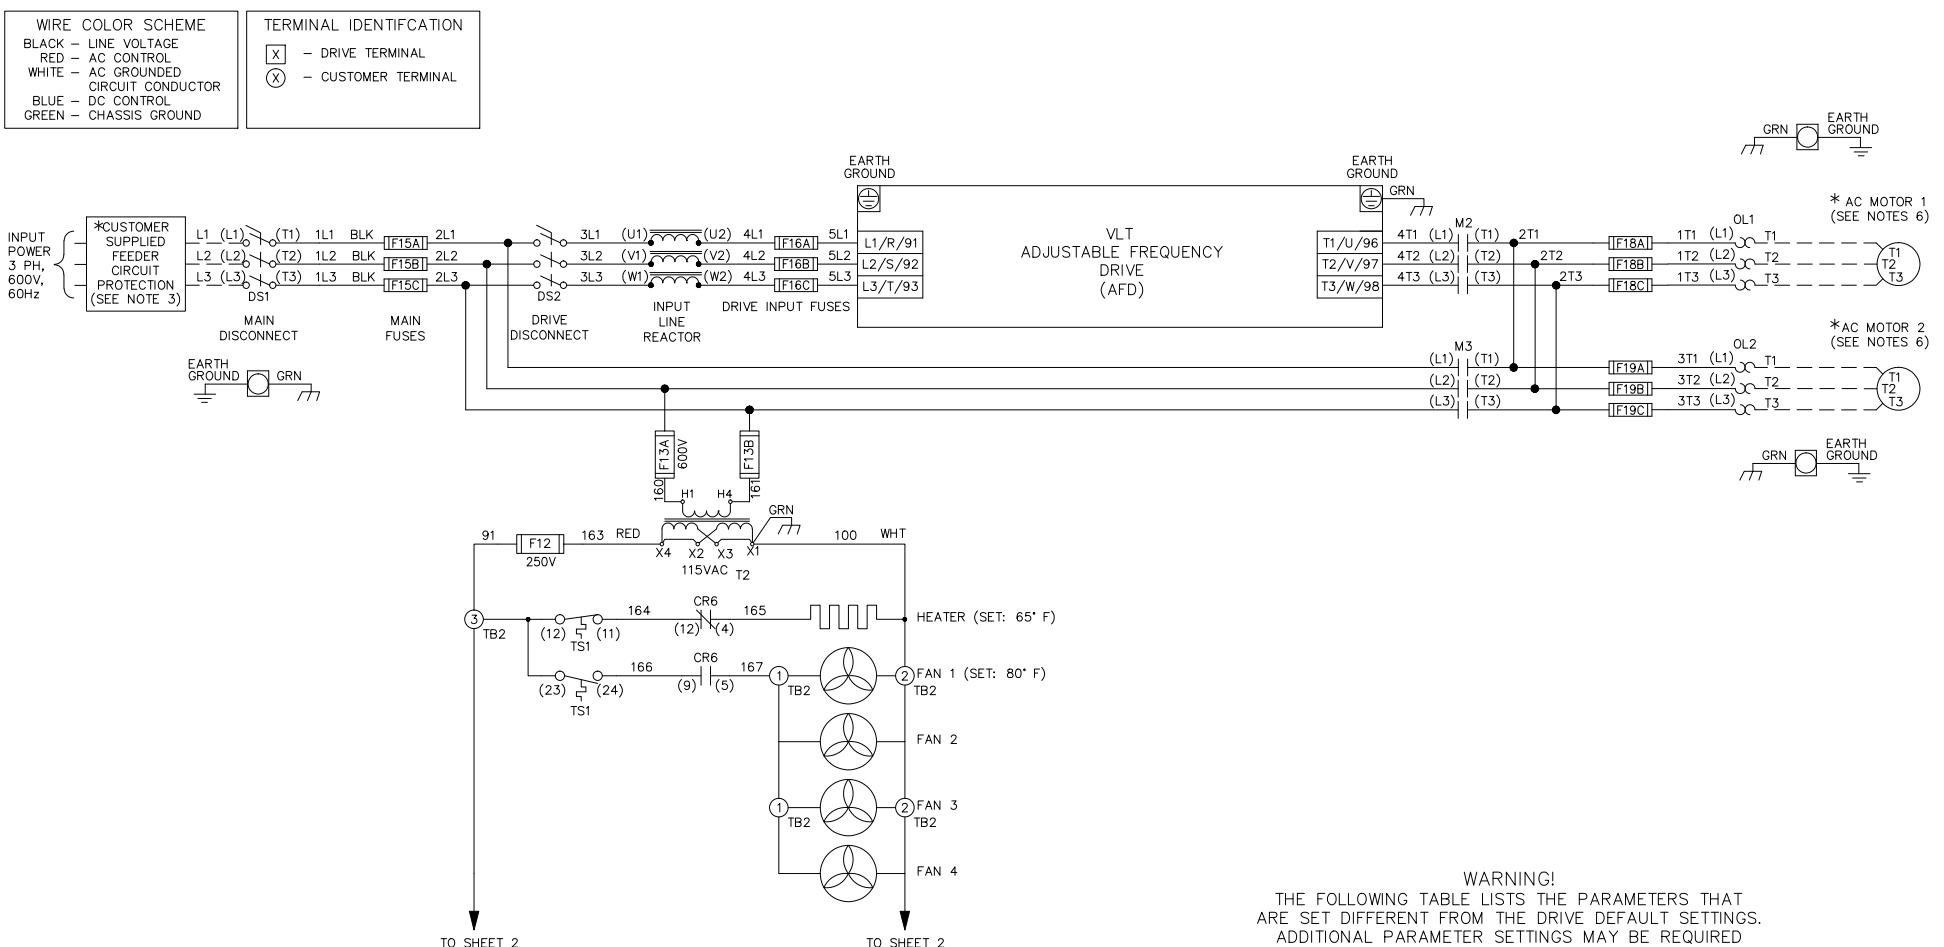 WIRE COLOR SCHEME
BLACK – LINE VOLTAGE
RED – AC CONTROL
WHITE – AC GROUNDED
CIRCUIT CONDUCTOR
BLUE – DC CONTROL
GREEN – CHASSIS GROUND
TERMINAL IDENTIFCATION
X – DRIVE TERMINAL
X – CUSTOMER TERMINAL
GRN
EARTH
GROUND
EARTH
GROUND
EARTH
GROUND
GRN
INPUT
POWER
3 PH,
600V,
60Hz
*CUSTOMER
SUPPLIED
FEEDER
CIRCUIT
PROTECTION
(SEE NOTE 3)
L1 (L1) (T1) 1L1 BLK F15A 2L1 3L1 (U1) (U2) 4L1 F16A 5L1 L1/R/91
L2 (L2) (T2) 1L2 BLK F15B 2L2 3L2 (V1) (V2) 4L2 F16B 5L2 L2/S/92
L3 (L3) (T3) 1L3 BLK F15C 2L3 3L3 (W1) (W2) 4L3 F16C 5L3 L3/T/93
DS1
MAIN
DISCONNECT
MAIN
FUSES
DS2
DRIVE
DISCONNECT
INPUT
LINE
REACTOR
DRIVE INPUT FUSES
VLT
ADJUSTABLE FREQUENCY
DRIVE
(AFD)
M2
OL1
* AC MOTOR 1
(SEE NOTES 6)
T1/U/96 4T1 (L1) (T1) 2T1 F18A 1T1 (L1) T1
T2/V/97 4T2 (L2) (T2) 2T2 F18B 1T2 (L2) T2
T3/W/98 4T3 (L3) (T3) 2T3 F18C 1T3 (L3) T3
T1
T2
T3
M3
OL2
* AC MOTOR 2
(SEE NOTES 6)
(L1) (T1) F19A 3T1 (L1) T1
(L2) (T2) F19B 3T2 (L2) T2
(L3) (T3) F19C 3T3 (L3) T3
T1
T2
T3
EARTH
GROUND
GRN
GRN
EARTH
GROUND
F13A
600V
F13B
160
161
H1 H4
GRN
91 F12 163 RED
250V
X4 X2 X3 X1
100 WHT
115VAC T2
3
TB2
(12) (11)
TS1
164
CR6
(12) (4)
165
HEATER (SET: 65° F)
(23) (24)
TS1
166
CR6
(9) (5)
167
1
TB2
2
TB2
FAN 1 (SET: 80° F)
FAN 2
1
TB2
2
TB2
FAN 3
FAN 4
TO SHEET 2
TO SHEET 2
WARNING!
THE FOLLOWING TABLE LISTS THE PARAMETERS THAT
ARE SET DIFFERENT FROM THE DRIVE DEFAULT SETTINGS.
ADDITIONAL PARAMETER SETTINGS MAY BE REQUIRED